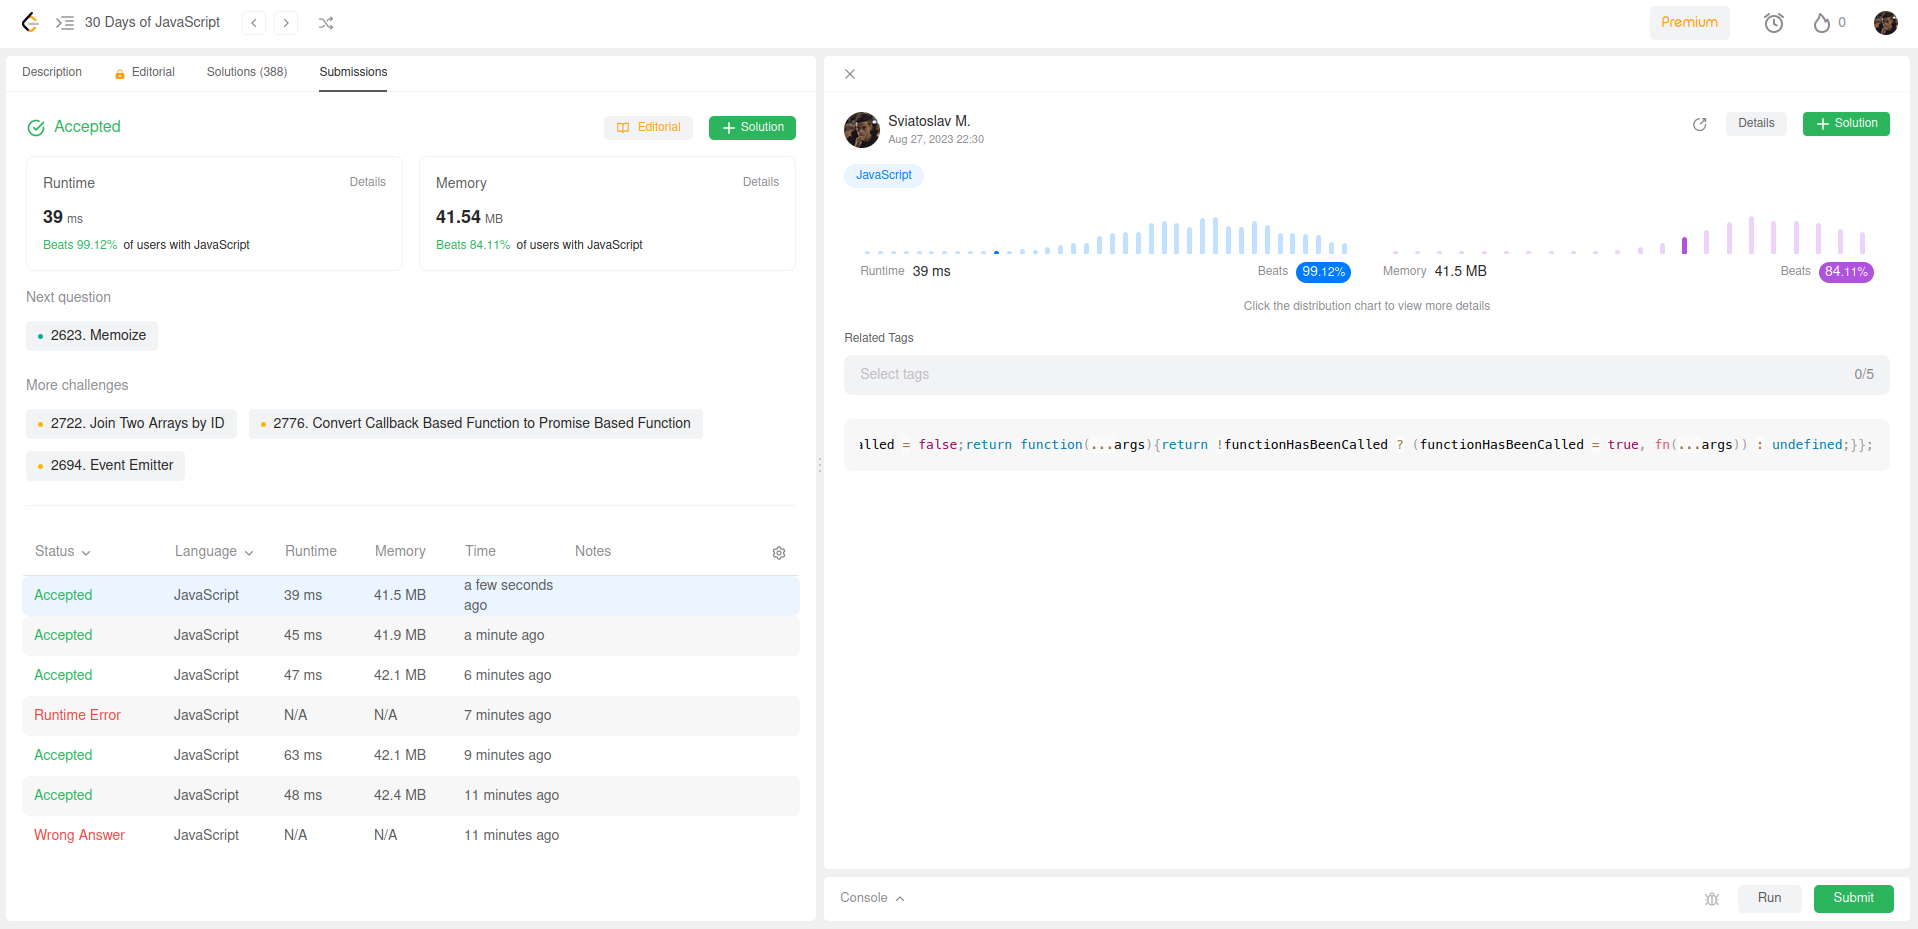 30 Days of JavaScript
Premium
0
Description
Editorial
Solutions (388)
Submissions
Accepted
Editorial
Solution
Runtime
Details
39 ms
Beats 99.12% of users with JavaScript
Memory
Details
41.54 MB
Beats 84.11% of users with JavaScript
Next question
2623. Memoize
More challenges
2722. Join Two Arrays by ID
2776. Convert Callback Based Function to Promise Based Function
2694. Event Emitter
Status Language Runtime Memory Time Notes
Accepted JavaScript 39 ms 41.5 MB a few seconds
ago
Accepted JavaScript 45 ms 41.9 MB a minute ago
Accepted JavaScript 47 ms 42.1 MB 6 minutes ago
Runtime Error JavaScript N/A N/A 7 minutes ago
Accepted JavaScript 63 ms 42.1 MB 9 minutes ago
Accepted JavaScript 48 ms 42.4 MB 11 minutes ago
Wrong Answer JavaScript N/A N/A 11 minutes ago
Sviatoslav M.
Aug 27, 2023 22:30
Details
Solution
JavaScript
Runtime 39 ms
Beats 99.12%
Memory 41.5 MB
Beats 84.11%
Click the distribution chart to view more details
Related Tags
Select tags
0/5
alled = false;return function(...args){return !functionHasBeenCalled ? (functionHasBeenCalled = true, fn(...args)) : undefined;}};
Console
Run
Submit